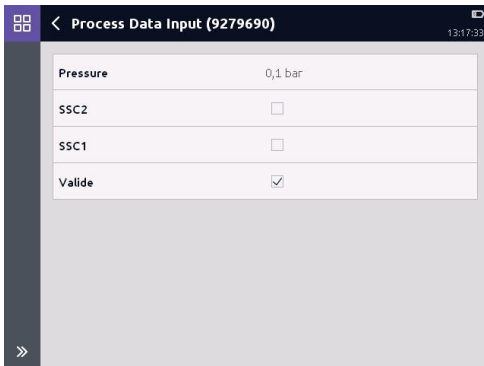 Process Data Input (9279690)
13:17:33
Pressure 0,1 bar
SSC2
SSC1
Valide